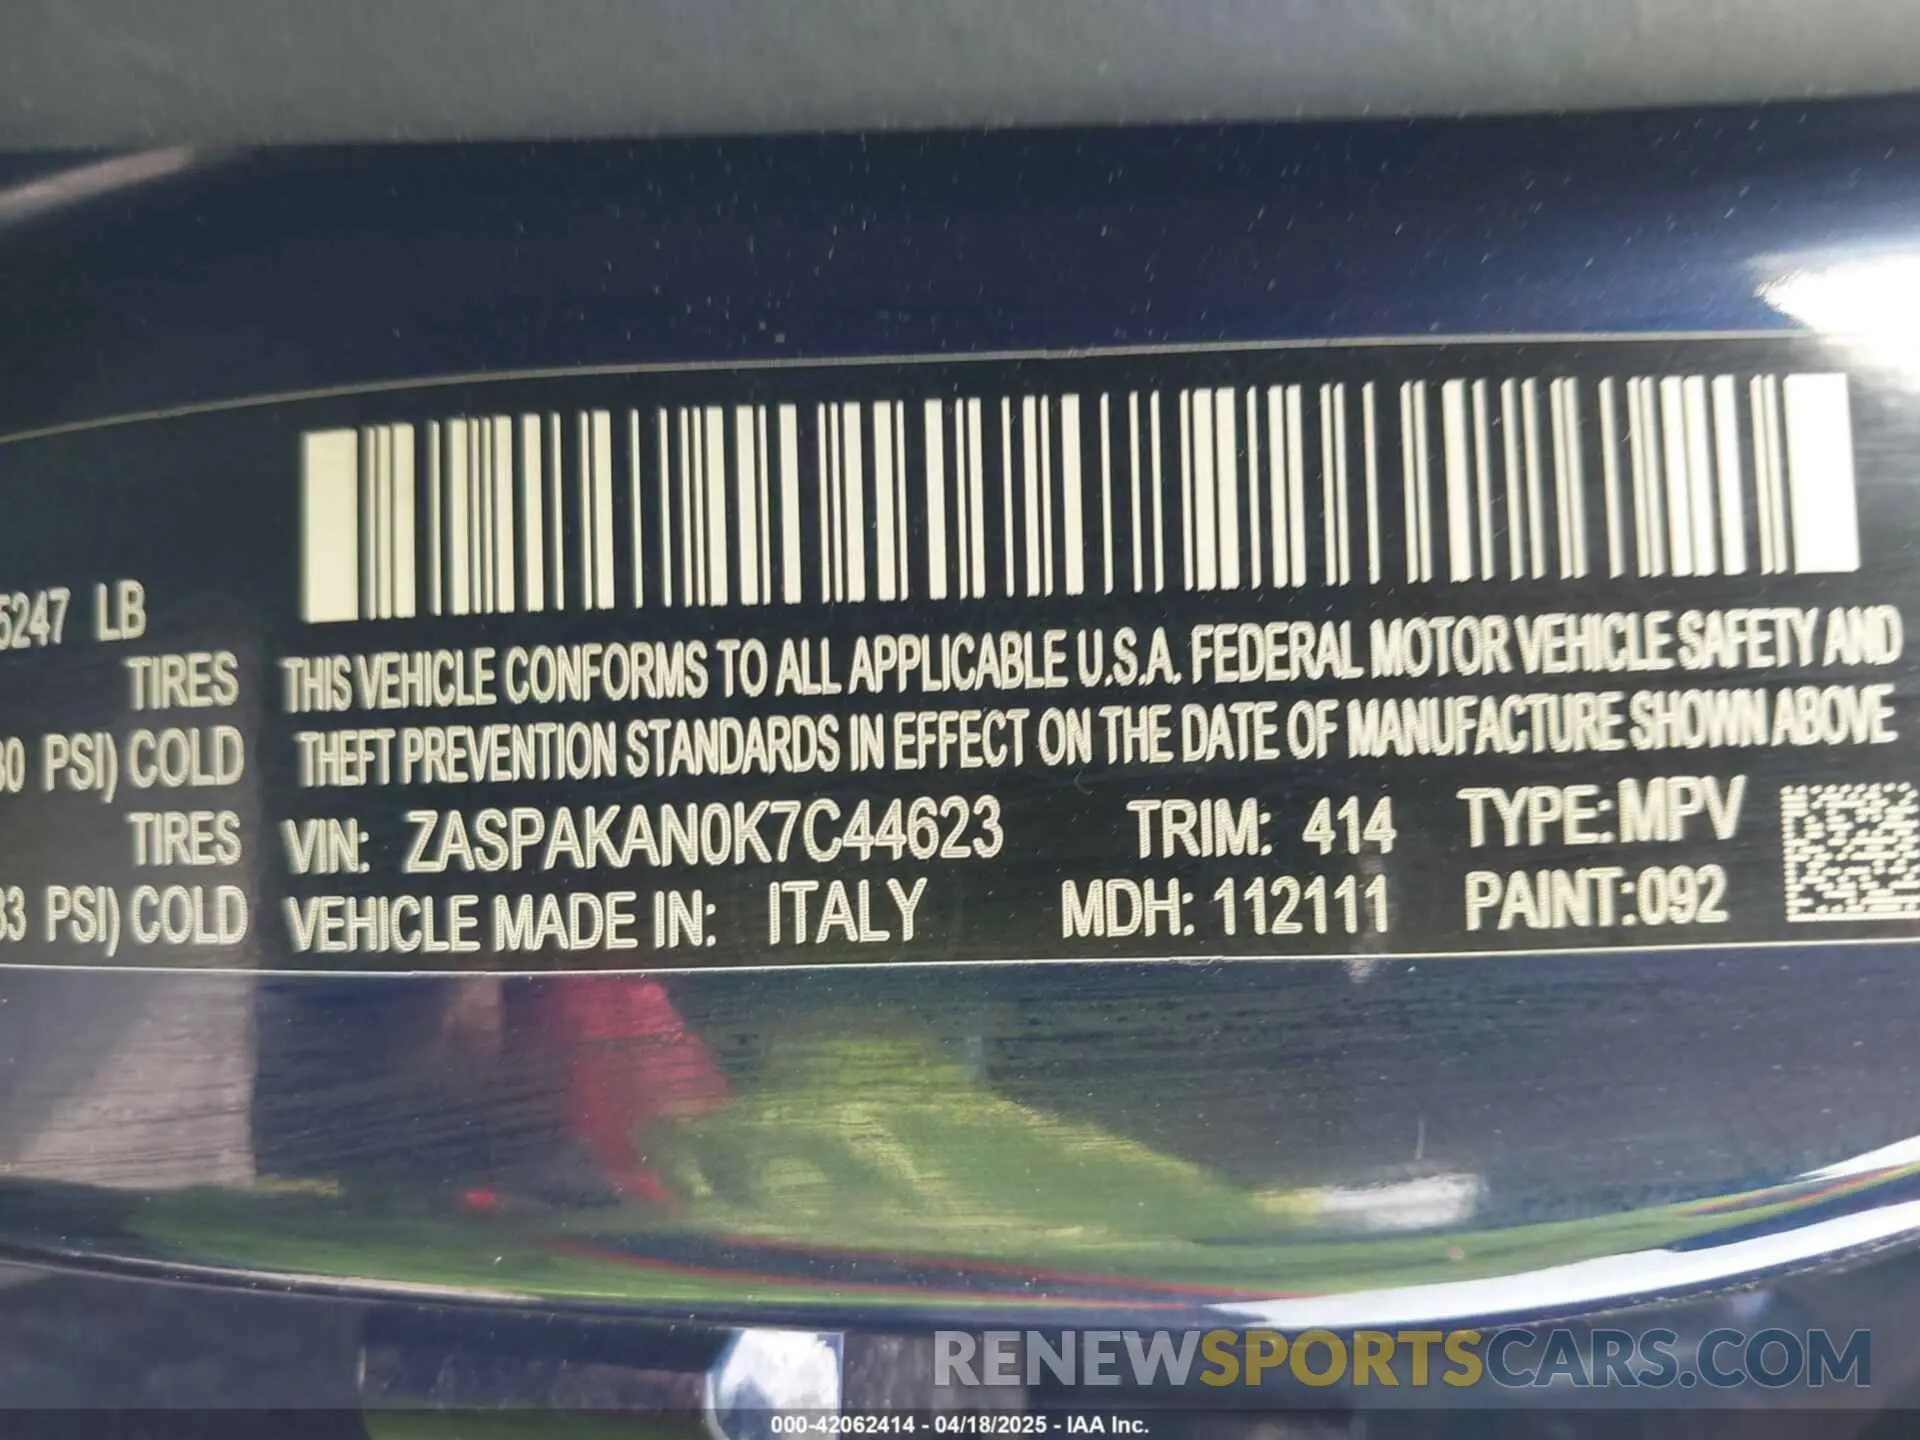 5247 LB
TIRES
30 PSI) COLD
TIRES
33 PSI) COLD
THIS VEHICLE CONFORMS TO ALL APPLICABLE U.S.A. FEDERAL MOTOR VEHICLE SAFETY AND
THEFT PREVENTION STANDARDS IN EFFECT ON THE DATE OF MANUFACTURE SHOWN ABOVE
VIN: ZASPAKAN0K7C44623 TRIM: 414 TYPE: MPV
VEHICLE MADE IN: ITALY MDH: 112111 PAINT:092
RENEWSPORTSCARS.COM
000-42062414 - 04/18/2025 - IAA Inc.